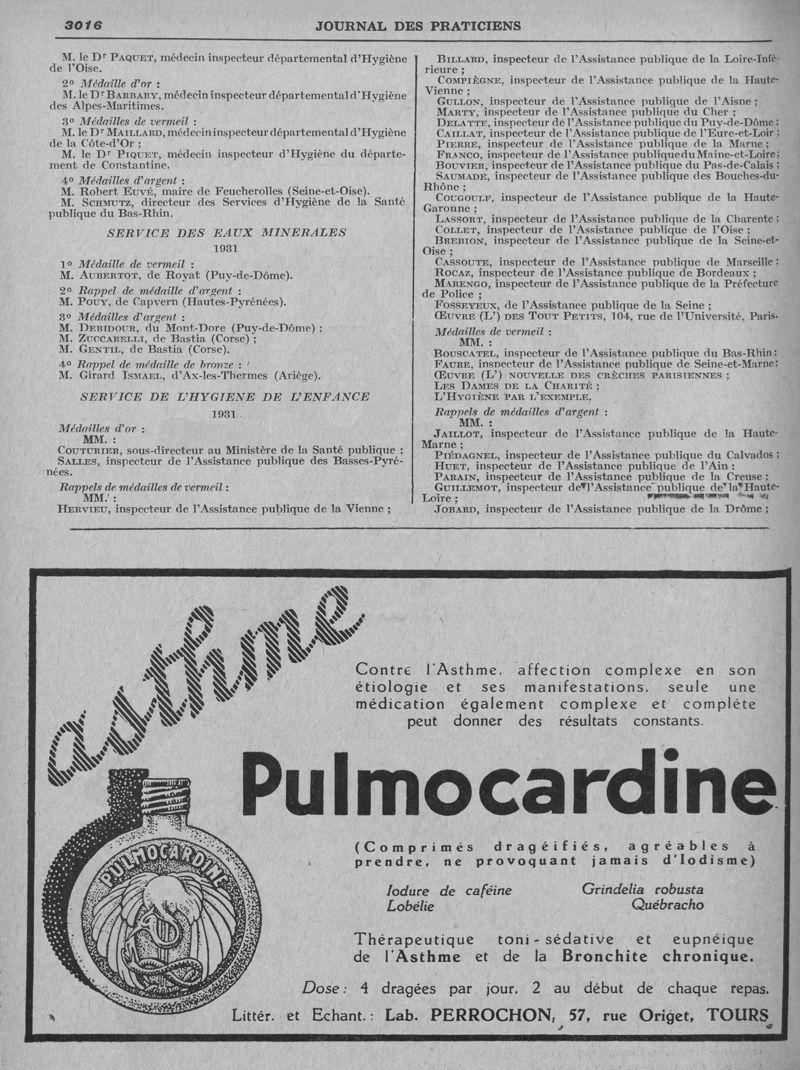 3016
JOURNAL DES PRATICIENS
M. le Dr PAQUET, médecin inspecteur départemental d'Hygiène
de l'Oise.
2o Médaille d'or :
M. le Dr BARBARY, médecin inspecteur départemental d'Hygiène
des Alpes-Maritimes.
3o Médailles de vermeil :
M. le Dr MAILLARD, médecin inspecteur départemental d'Hygiène
de la Côte-d'Or ;
M. le Dr PIQUET, médecin inspecteur d'Hygiène du départe-
ment de Constantine.
4o Médailles d'argent :
M. Robert EUVÉ, maire de Feucherolles (Seine-et-Oise).
M. SCHMUTZ, directeur des Services d'Hygiène de la Santé
publique du Bas-Rhin.
SERVICE DES EAUX MINERALES
1931
1o Médaille de vermeil :
M. AUBERTOT, de Royat (Puy-de-Dôme).
2o Rappel de médaille d'argent :
M. POUY, de Capvern (Hautes-Pyrénées).
3o Médailles d'argent :
M. DEBIDOUR, du Mont-Dore (Puy-de-Dôme) ;
M. ZUCCARELLI, de Bastia (Corse) ;
M. GENTIL, de Bastia (Corse).
4o Rappel de médaille de bronze :
M. Girard ISMAEL, d'Ax-les-Thermes (Ariège).
SERVICE DE L'HYGIENE DE L'ENFANCE
1931
Médailles d'or :
MM. :
COUTURIER, sous-directeur au Ministère de la Santé publique ;
SALLES, inspecteur de l'Assistance publique des Basses-Pyré-
nées.
Rappels de médailles de vermeil :
MM. :
HERVIEU, inspecteur de l'Assistance publique de la Vienne ;
BILLARD, inspecteur de l'Assistance publique de la Loire-Infé-
rieure ;
COMPIÈGNE, inspecteur de l'Assistance publique de la Haute-
Vienne ;
GULLON, inspecteur de l'Assistance publique de l'Aisne ;
MARTY, inspecteur de l'Assistance publique du Cher ;
DELATTE, inspecteur de l'Assistance publique du Puy-de-Dôme ;
CAILLAT, inspecteur de l'Assistance publique de l'Eure-et-Loir ;
PIERRE, inspecteur de l'Assistance publique de la Marne ;
FRANCO, inspecteur de l'Assistance publique du Maine-et-Loire ;
BOUVIER, inspecteur de l'Assistance publique du Pas-de-Calais ;
SAUMADE, inspecteur de l'Assistance publique des Bouches-du-
Rhône ;
COUGOULF, inspecteur de l'Assistance publique de la Haute-
Garonne ;
LASSORT, inspecteur de l'Assistance publique de la Charente ;
COLLET, inspecteur de l'Assistance publique de l'Oise ;
BREBION, inspecteur de l'Assistance publique de la Seine-et-
Oise ;
CASSOUTE, inspecteur de l'Assistance publique de Marseille ;
ROCAZ, inspecteur de l'Assistance publique de Bordeaux ;
MARENGO, inspecteur de l'Assistance publique de la Préfecture
de Police ;
FOSSEYEUX, de l'Assistance publique de la Seine ;
ŒUVRE (L') DES TOUT PETITS, 104, rue de l'Université, Paris.
Médailles de vermeil :
MM. :
BOUSCATEL, inspecteur de l'Assistance publique du Bas-Rhin ;
FAURE, inspecteur de l'Assistance publique de Seine-et-Marne ;
ŒUVRE (L') NOUVELLE DES CRÈCHES PARISIENNES ;
LES DAMES DE LA CHARITÉ ;
L'HYGIÈNE PAR L'EXEMPLE.
Rappels de médailles d'argent :
MM. :
JAILLOT, inspecteur de l'Assistance publique de la Haute-
Marne ;
PIÉDAGNEL, inspecteur de l'Assistance publique du Calvados ;
HUET, inspecteur de l'Assistance publique de l'Ain ;
PARAIN, inspecteur de l'Assistance publique de la Creuse ;
GUILLEMOT, inspecteur de l'Assistance publique de la Haute-
Loire ;
JOBARD, inspecteur de l'Assistance publique de la Drôme ;
asthme
Contre l'Asthme, affection complexe en son
étiologie et ses manifestations, seule une
médication également complexe et complète
peut donner des résultats constants.
Pulmocardine
PULMOCARDINE
(Comprimés dragéifiés, agréables à
prendre, ne provoquant jamais d'Iodisme)
Iodure de caféine Grindelia robusta
Lobélie Québracho
Thérapeutique toni-sédative et eupnéique
de l'Asthme et de la Bronchite chronique.
Dose : 4 dragées par jour, 2 au début de chaque repas.
Littér. et Echant. : Lab. PERROCHON, 57, rue Origet, TOURS